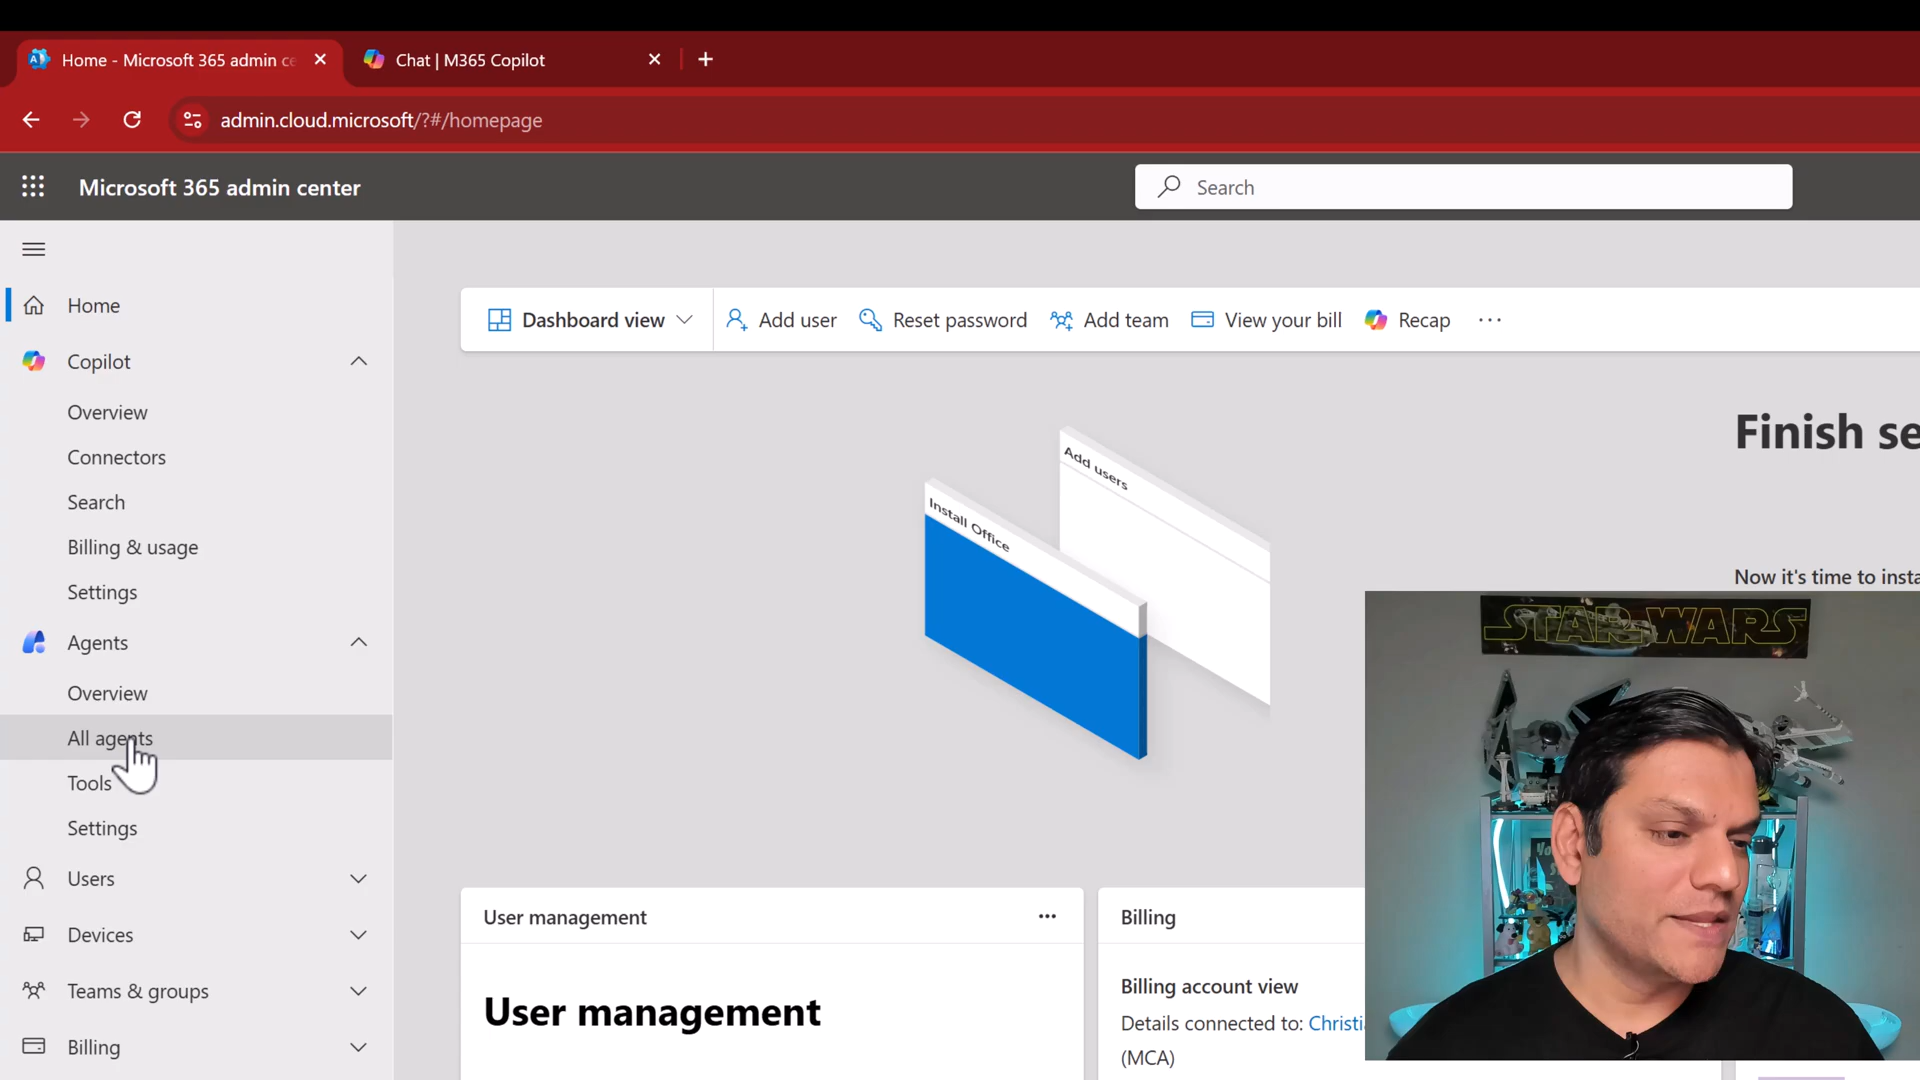 Home - Microsoft 365 admin ce
Chat | M365 Copilot
admin.cloud.microsoft/?#/homepage
Microsoft 365 admin center
Search
Home
Copilot
Overview
Connectors
Search
Billing & usage
Settings
Agents
Overview
All agents
Tools
Settings
Users
Devices
Teams & groups
Billing
Dashboard view
Add user
Reset password
Add team
View your bill
Recap
Add users
Install Office
Finish se
Now it's time to insta
STAR WARS
User management
User management
Billing
Billing account view
Details connected to: Christi
(MCA)